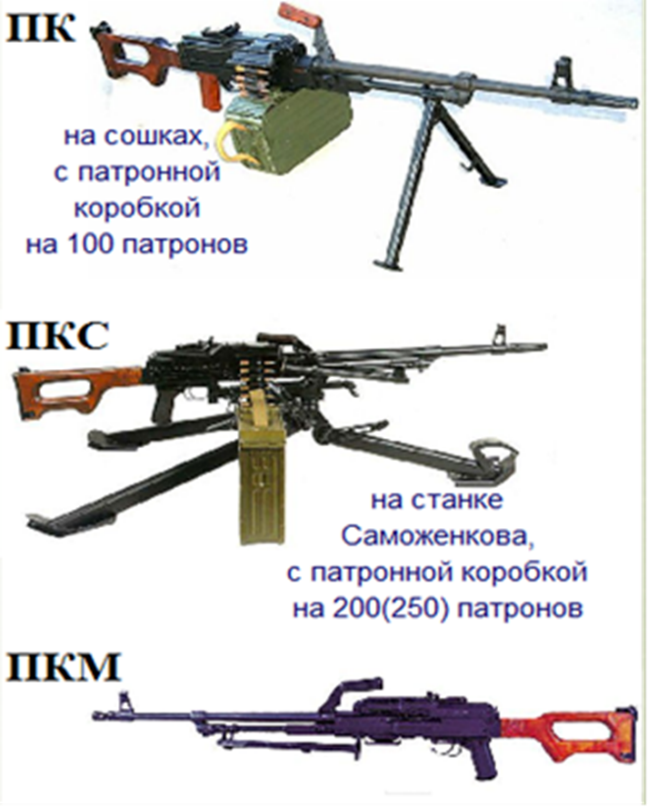 ПК
на сошках,
с патронной
коробкой
на 100 патронов
ПКС
на станке
Саможенкова,
с патронной коробкой
на 200(250) патронов
ПКМ